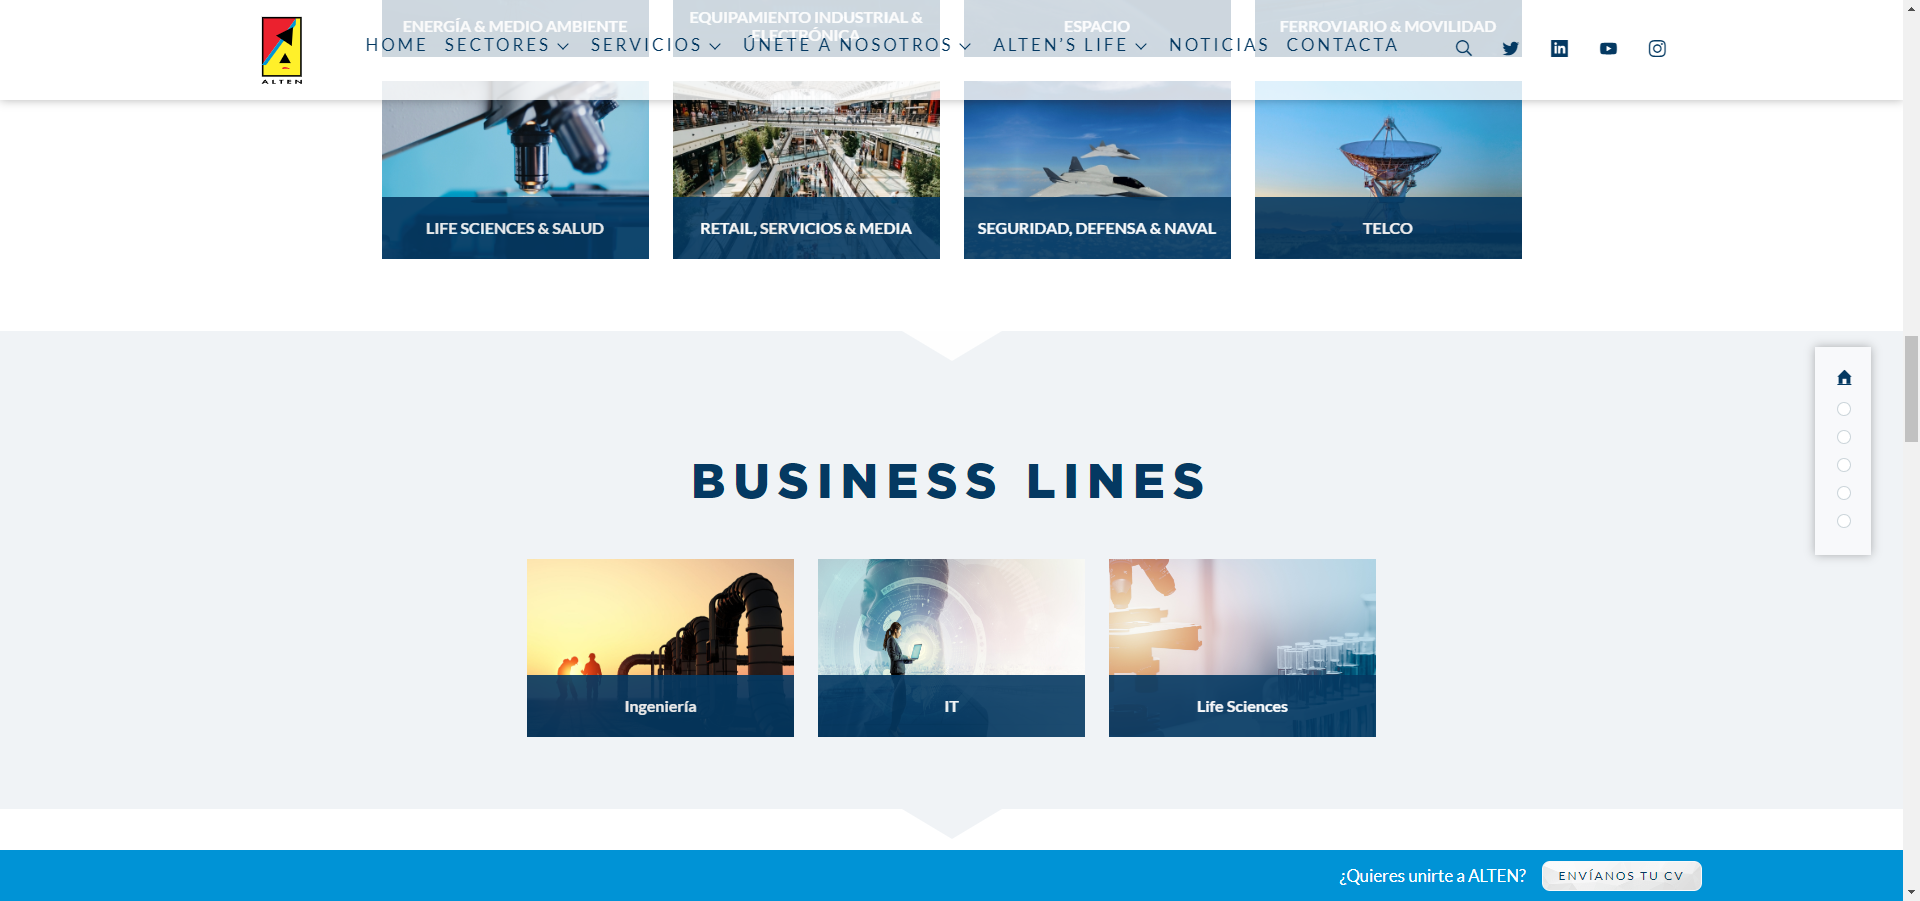 ENERGÍA & MEDIO AMBIENTE
EQUIPAMIENTO INDUSTRIAL &
ELECTRÓNICA
ESPACIO
FERROVIARIO & MOVILIDAD
ALTEN
HOME SECTORES SERVICIOS ÚNETE A NOSOTROS ALTEN’S LIFE NOTICIAS CONTACTA
LIFE SCIENCES & SALUD
RETAIL, SERVICIOS & MEDIA
SEGURIDAD, DEFENSA & NAVAL
TELCO
BUSINESS LINES
Ingeniería
IT
Life Sciences
¿Quieres unirte a ALTEN?
ENVÍANOS TU CV